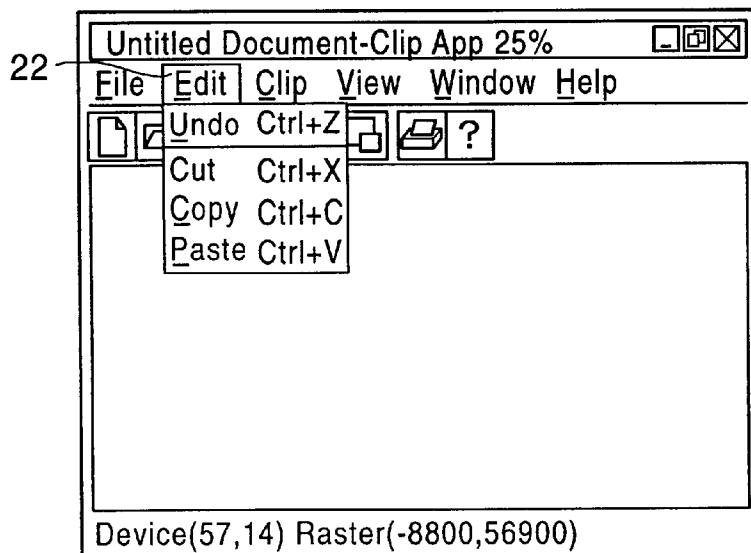 Untitled Document-Clip App 25%
22
File Edit Clip View Window Help
?
Undo Ctrl+Z
Cut Ctrl+X
Copy Ctrl+C
Paste Ctrl+V
Device(57,14) Raster(-8800,56900)